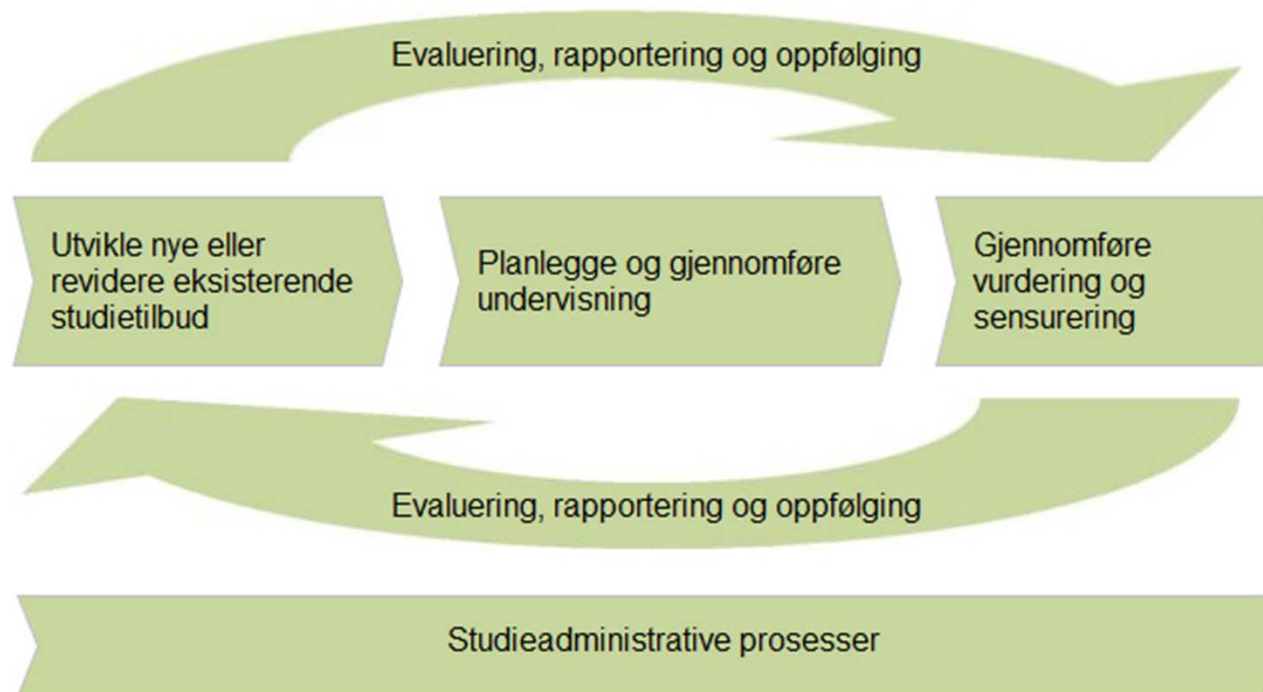 Evaluering, rapportering og oppfølging
Utvikle nye eller
revidere eksisterende
studietilbud
Planlegge og gjennomføre
undervisning
Gjennomføre
vurdering og
sensurering
Evaluering, rapportering og oppfølging
Studieadministrative prosesser